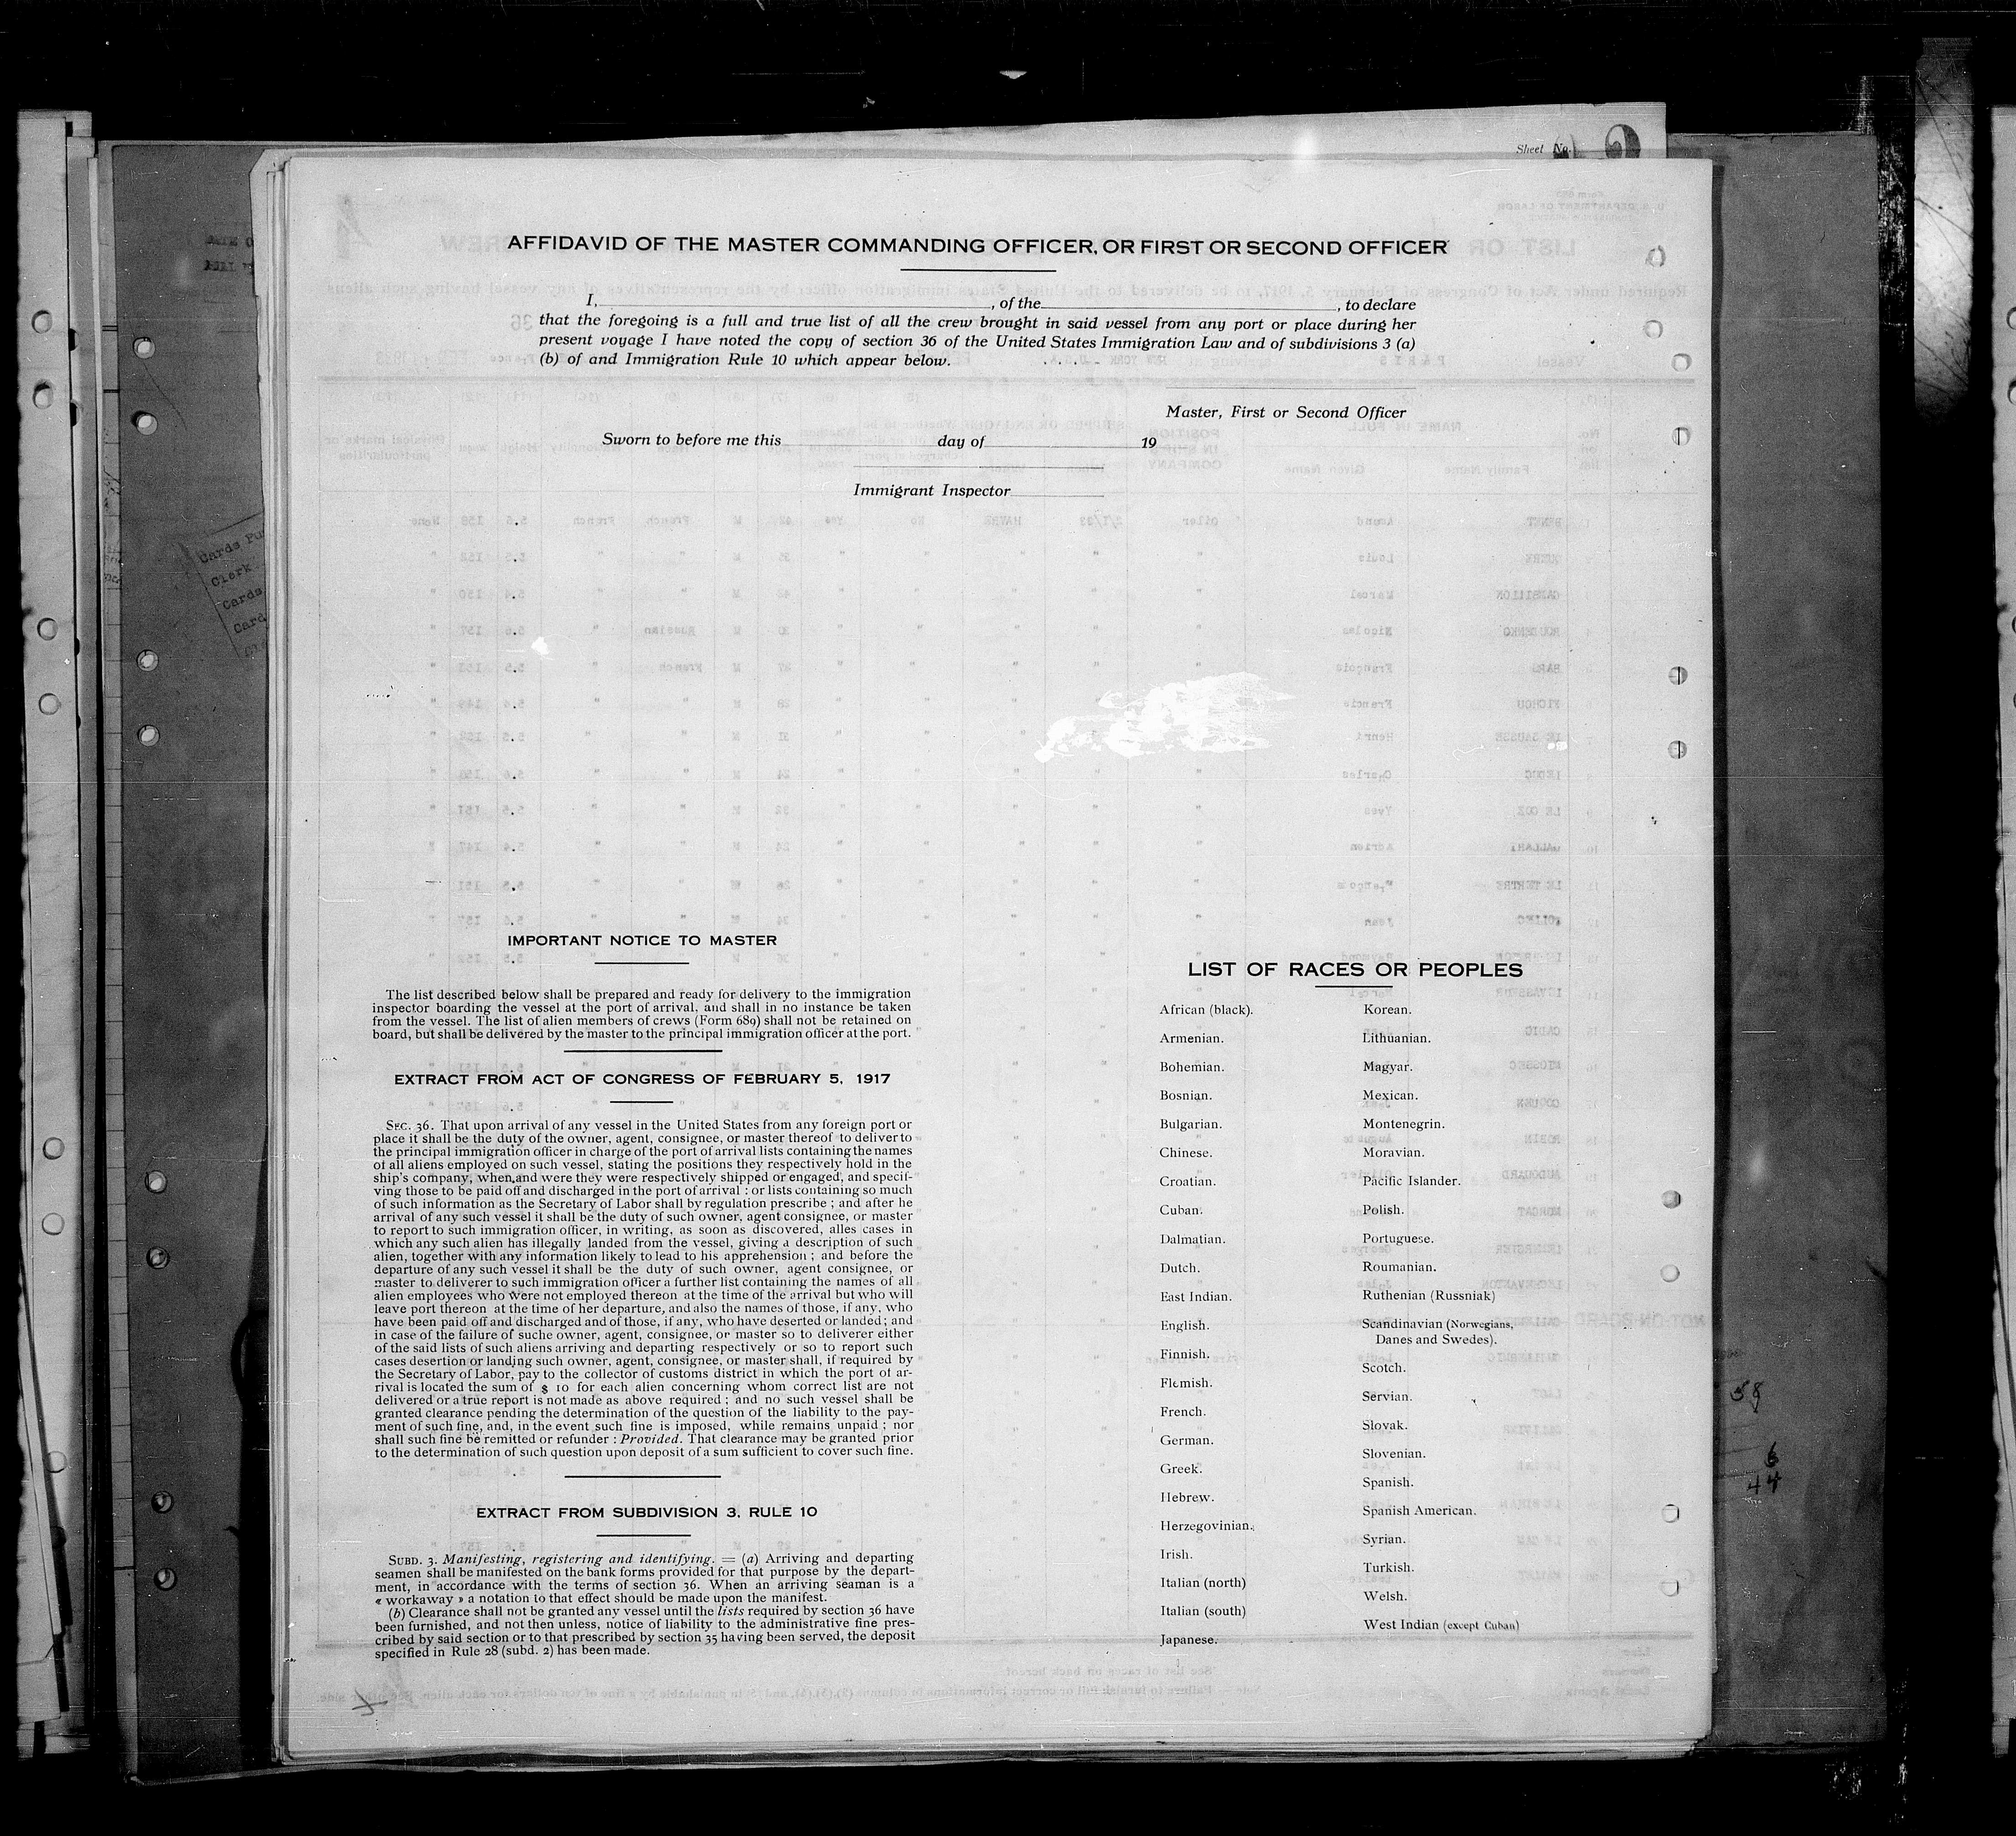 Sheet No.
AFFIDAVID OF THE MASTER COMMANDING OFFICER, OR FIRST OR SECOND OFFICER
I, , of the , to declare
that the foregoing is a full and true list of all the crew brought in said vessel from any port or place during her
present voyage I have noted the copy of section 36 of the United States Immigration Law and of subdivisions 3 (a)
(b) of and Immigration Rule 10 which appear below.
Master, First or Second Officer
Sworn to before me this day of 19
Immigrant Inspector
IMPORTANT NOTICE TO MASTER
The list described below shall be prepared and ready for delivery to the immigration
inspector boarding the vessel at the port of arrival, and shall in no instance be taken
from the vessel. The list of alien members of crews (Form 689) shall not be retained on
board, but shall be delivered by the master to the principal immigration officer at the port.
EXTRACT FROM ACT OF CONGRESS OF FEBRUARY 5, 1917
SEC. 36. That upon arrival of any vessel in the United States from any foreign port or
place it shall be the duty of the owner, agent, consignee, or master thereof to deliver to
the principal immigration officer in charge of the port of arrival lists containing the names
of all aliens employed on such vessel, stating the positions they respectively hold in the
ship's company, when and were they were respectively shipped or engaged, and specif-
ving those to be paid off and discharged in the port of arrival : or lists containing so much
of such information as the Secretary of Labor shall by regulation prescribe ; and after he
arrival of any such vessel it shall be the duty of such owner, agent consignee, or master
to report to such immigration officer, in writing, as soon as discovered, alles cases in
which any such alien has illegally landed from the vessel, giving a description of such
alien, together with any information likely to lead to his apprehension ; and before the
departure of any such vessel it shall be the duty of such owner, agent consignee, or
master to deliverer to such immigration officer a further list containing the names of all
alien employees who were not employed thereon at the time of the arrival but who will
leave port thereon at the time of her departure, and also the names of those, if any, who
have been paid off and discharged and of those, if any, who have deserted or landed ; and
in case of the failure of suche owner, agent, consignee, or master so to deliverer either
of the said lists of such aliens arriving and departing respectively or so to report such
cases desertion or landing such owner, agent, consignee, or master shall, if required by
the Secretary of Labor, pay to the collector of customs district in which the port of ar-
rival is located the sum of $ 10 for each alien concerning whom correct list are not
delivered or a true report is not made as above required ; and no such vessel shall be
granted clearance pending the determination of the question of the liability to the pay-
ment of such fine, and, in the event such fine is imposed, while remains unpaid ; nor
shall such fine be remitted or refunder : Provided. That clearance may be granted prior
to the determination of such question upon deposit of a sum sufficient to cover such fine.
EXTRACT FROM SUBDIVISION 3. RULE 10
SUBD. 3. Manifesting, registering and identifying. = (a) Arriving and departing
seamen shall be manifested on the bank forms provided for that purpose by the depart-
ment, in accordance with the terms of section 36. When an arriving seaman is a
« workaway » a notation to that effect should be made upon the manifest.
(b) Clearance shall not be granted any vessel until the lists required by section 36 have
been furnished, and not then unless, notice of liability to the administrative fine pres-
cribed by said section or to that prescribed by section 35 having been served, the deposit
specified in Rule 28 (subd. 2) has been made.
LIST OF RACES OR PEOPLES
African (black).
Armenian.
Bohemian.
Bosnian.
Bulgarian.
Chinese.
Croatian.
Cuban.
Dalmatian.
Dutch.
East Indian.
English.
Finnish.
Flemish.
French.
German.
Greek.
Hebrew.
Herzegovinian.
Irish.
Italian (north)
Italian (south)
Japanese.
Korean.
Lithuanian.
Magyar.
Mexican.
Montenegrin.
Moravian.
Pacific Islander.
Polish.
Portuguese.
Roumanian.
Ruthenian (Russniak)
Scandinavian (Norwegians,
Danes and Swedes).
Scotch.
Servian.
Slovak.
Slovenian.
Spanish.
Spanish American.
Syrian.
Turkish.
Welsh.
West Indian (except Cuban)
58
6
44
Clerk
Cards